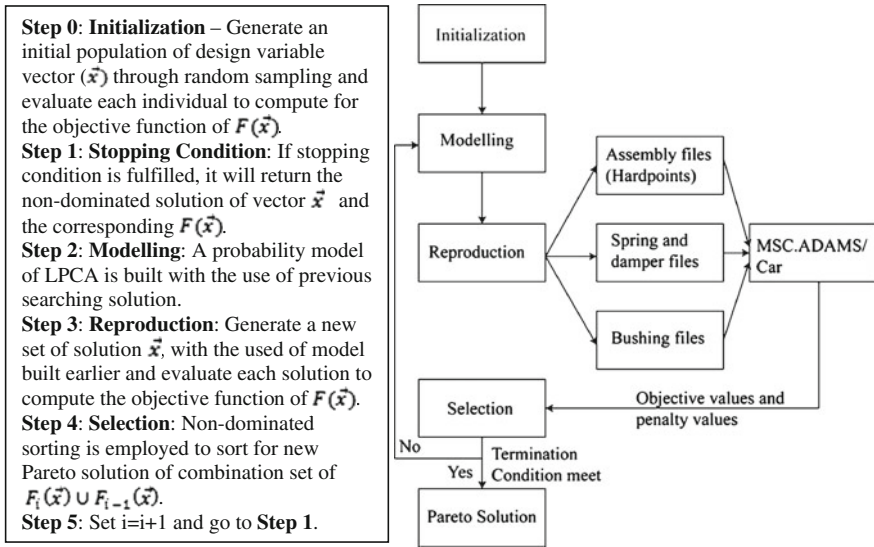 Step 0: Initialization – Generate an
initial population of design variable
vector (x⃗) through random sampling and
evaluate each individual to compute for
the objective function of F(x⃗).
Step 1: Stopping Condition: If stopping
condition is fulfilled, it will return the
non-dominated solution of vector x⃗ and
the corresponding F(x⃗).
Step 2: Modelling: A probability model
of LPCA is built with the use of previous
searching solution.
Step 3: Reproduction: Generate a new
set of solution x⃗, with the used of model
built earlier and evaluate each solution to
compute the objective function of F(x⃗).
Step 4: Selection: Non-dominated
sorting is employed to sort for new
Pareto solution of combination set of
Fᵢ(x⃗) ∪ Fᵢ₋₁(x⃗).
Step 5: Set i=i+1 and go to Step 1.
Initialization
Modelling
Reproduction
Assembly files
(Hardpoints)
Spring and
damper files
Bushing files
MSC.ADAMS/
Car
Objective values and
penalty values
Selection
No
Termination
Condition meet
Yes
Pareto Solution